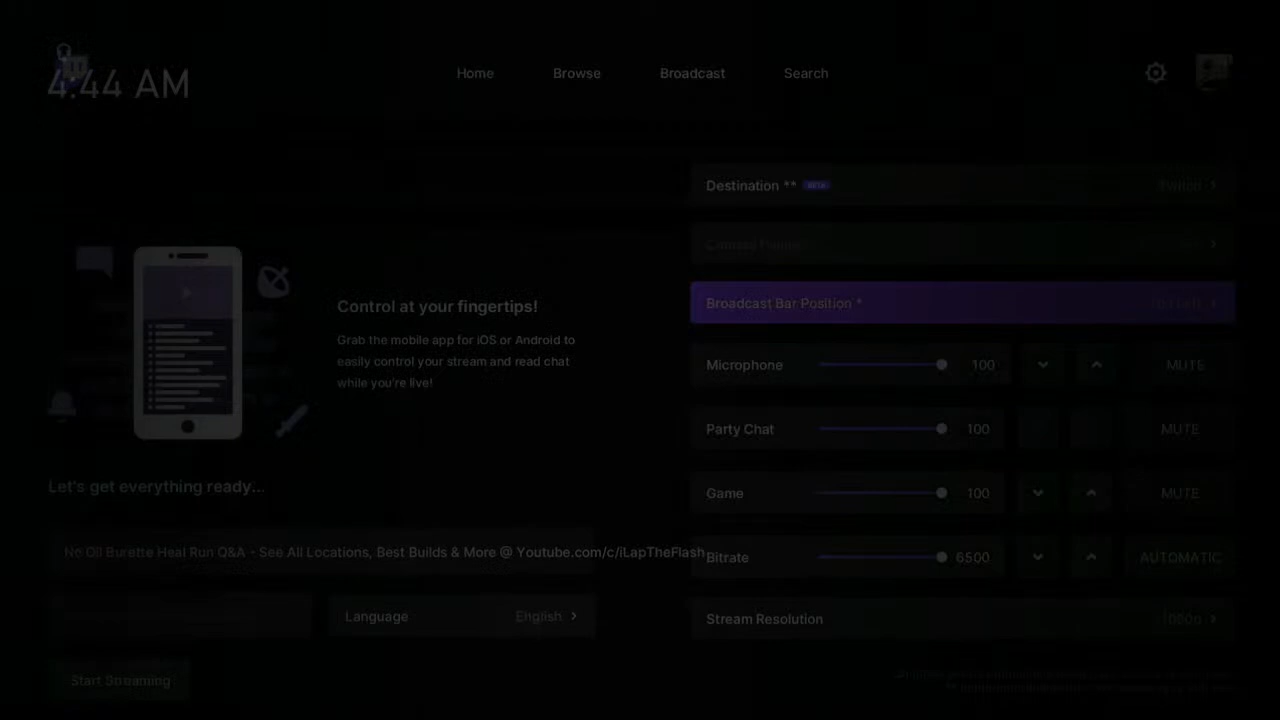 4:44 AM
Home Browse Broadcast Search
Destination ** BETA
Broadcast Bar Position *
Control at your fingertips!
Grab the mobile app for iOS or Android to
easily control your stream and read chat
while you're live!
Microphone 100 MUTE
Party Chat 100 MUTE
Game 100 MUTE
Let's get everything ready...
No Oil Burette Heal Run Q&A - See All Locations, Best Builds & More @ Youtube.com/c/iLapTheFlash
Bitrate 6500 AUTOMATIC
Language English
Stream Resolution 1080p
Start Streaming